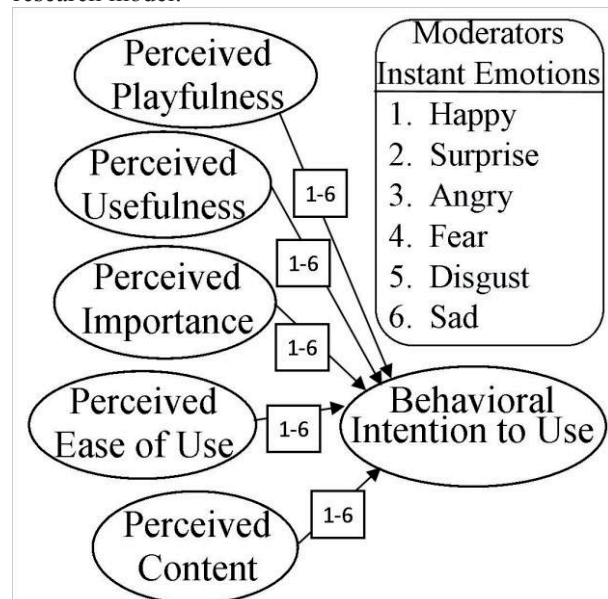 Perceived
Playfulness
Perceived
Usefulness
Perceived
Importance
Perceived
Ease of Use
Perceived
Content
1-6
1-6
1-6
1-6
1-6
Moderators
Instant Emotions
1. Happy
2. Surprise
3. Angry
4. Fear
5. Disgust
6. Sad
Behavioral
Intention to Use